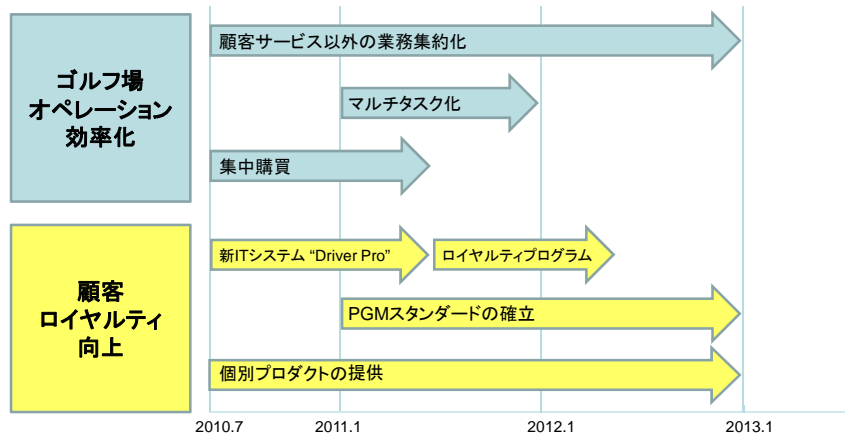 顧客サービス以外の業務集約化
ゴルフ場
オペレーション
効率化
マルチタスク化
集中購買
新ITシステム “Driver Pro”
ロイヤルティプログラム
顧客
ロイヤルティ
向上
PGMスタンダードの確立
個別プロダクトの提供
2010.7
2011.1
2012.1
2013.1